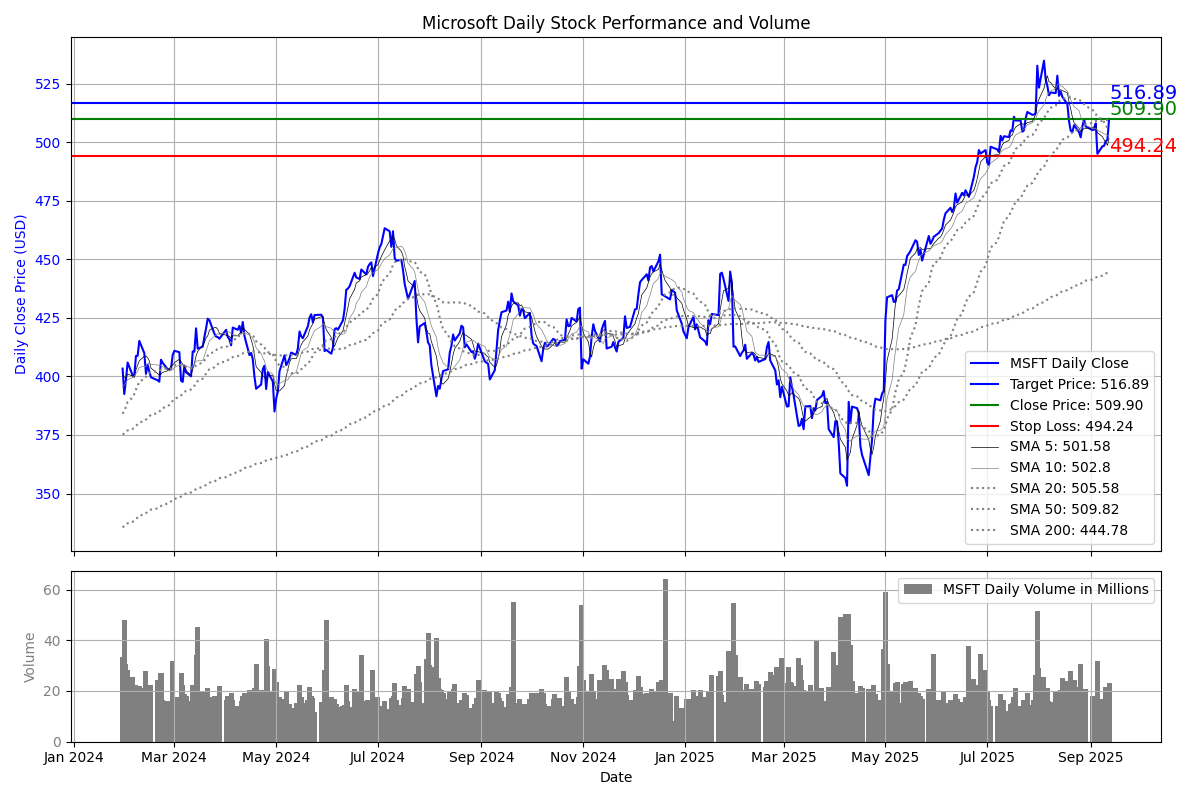 Microsoft Daily Stock Performance and Volume
Daily Close Price (USD)
525
500
475
450
425
400
375
350
516.89
509.90
494.24
MSFT Daily Close
Target Price: 516.89
Close Price: 509.90
Stop Loss: 494.24
SMA 5: 501.58
SMA 10: 502.8
SMA 20: 505.58
SMA 50: 509.82
SMA 200: 444.78
Volume
60
40
20
0
MSFT Daily Volume in Millions
Jan 2024 Mar 2024 May 2024 Jul 2024 Sep 2024 Nov 2024 Jan 2025 Mar 2025 May 2025 Jul 2025 Sep 2025
Date